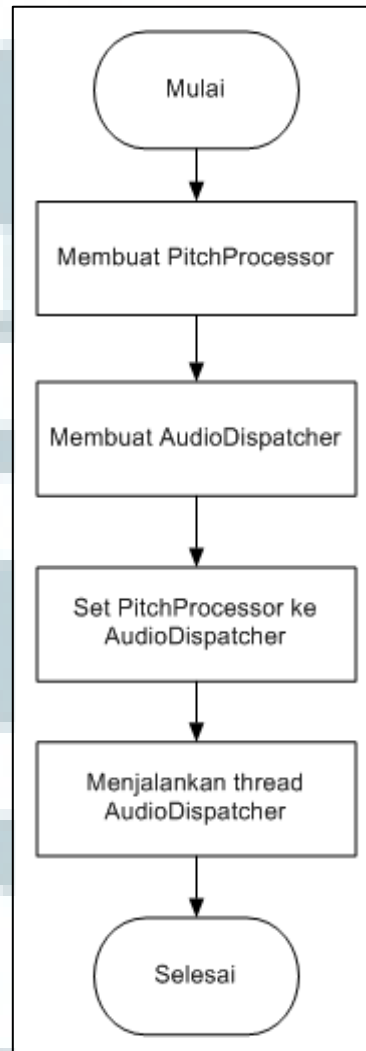 Mulai
Membuat PitchProcessor
Membuat AudioDispatcher
Set PitchProcessor ke
AudioDispatcher
Menjalankan thread
AudioDispatcher
Selesai